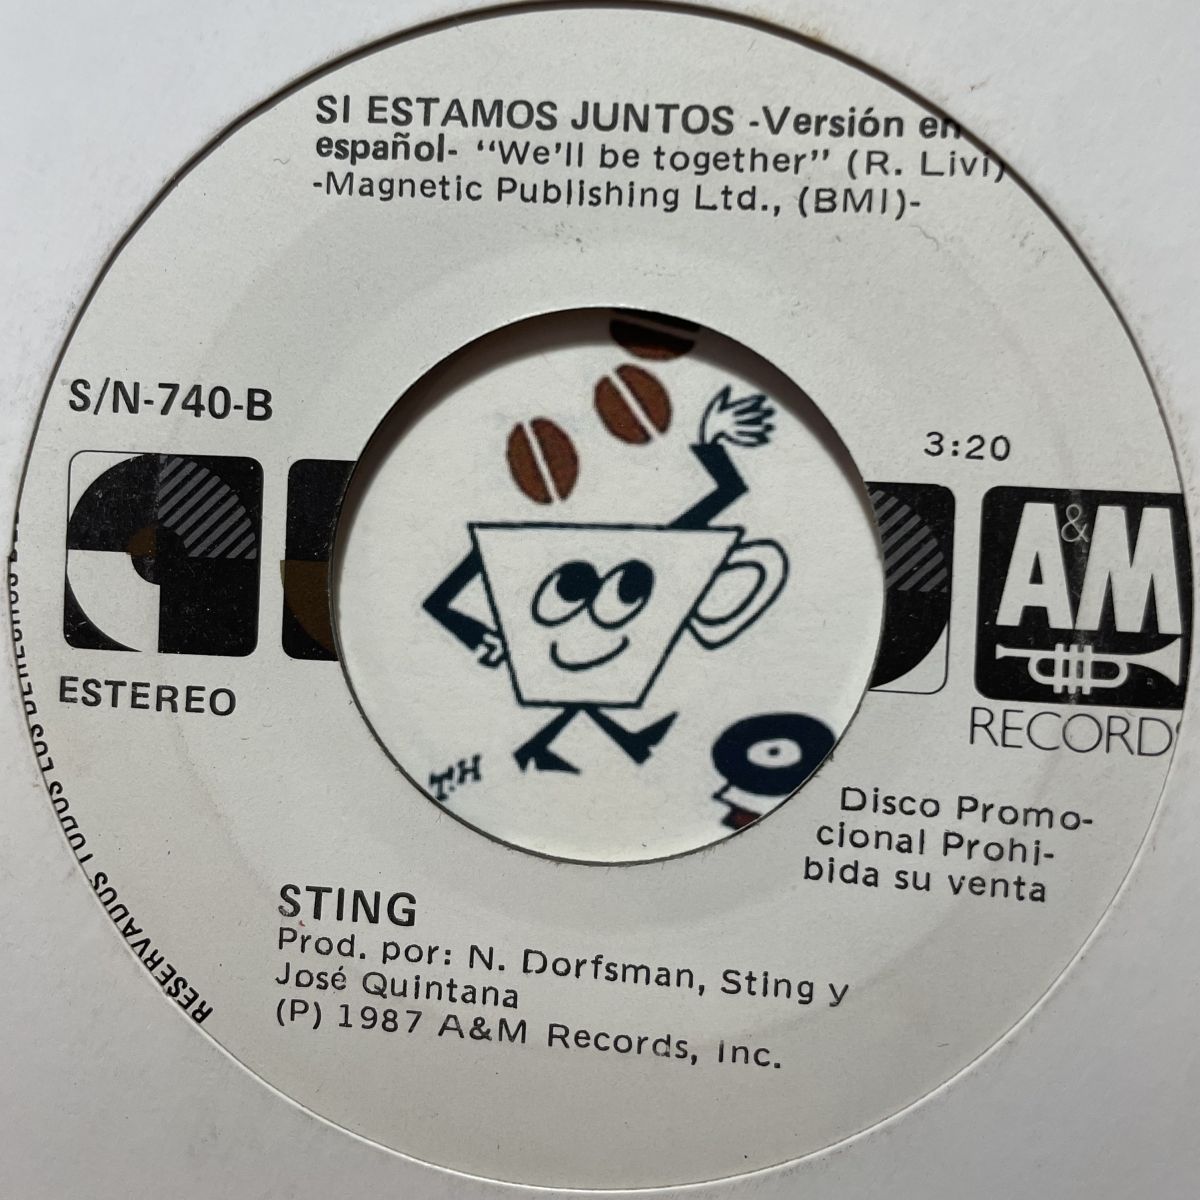 SI ESTAMOS JUNTOS -Versión en
español- "We'll be together" (R. Livi)
-Magnetic Publishing Ltd., (BMI)-
S/N-740-B
3:20
A&M
RECORDS
ESTEREO
Disco Promo-
cional Prohi-
bida su venta
T.H
STING
Prod. por: N. Dorfsman, Sting y
José Quintana
(P) 1987 A&M Records, Inc.
RESERVADOS TODOS LOS DERECHOS